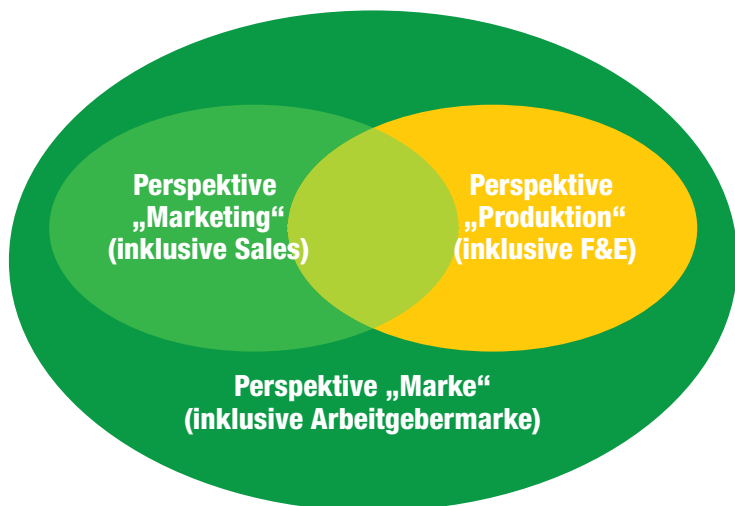 Perspektive
„Marketing“
(inklusive Sales)
Perspektive
„Produktion“
(inklusive F&E)
Perspektive „Marke“
(inklusive Arbeitgebermarke)